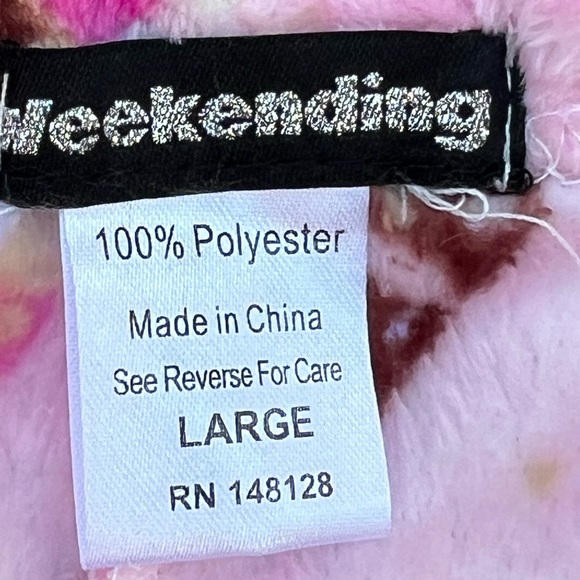 Weekending
100% Polyester
Made in China
See Reverse For Care
LARGE
RN 148128